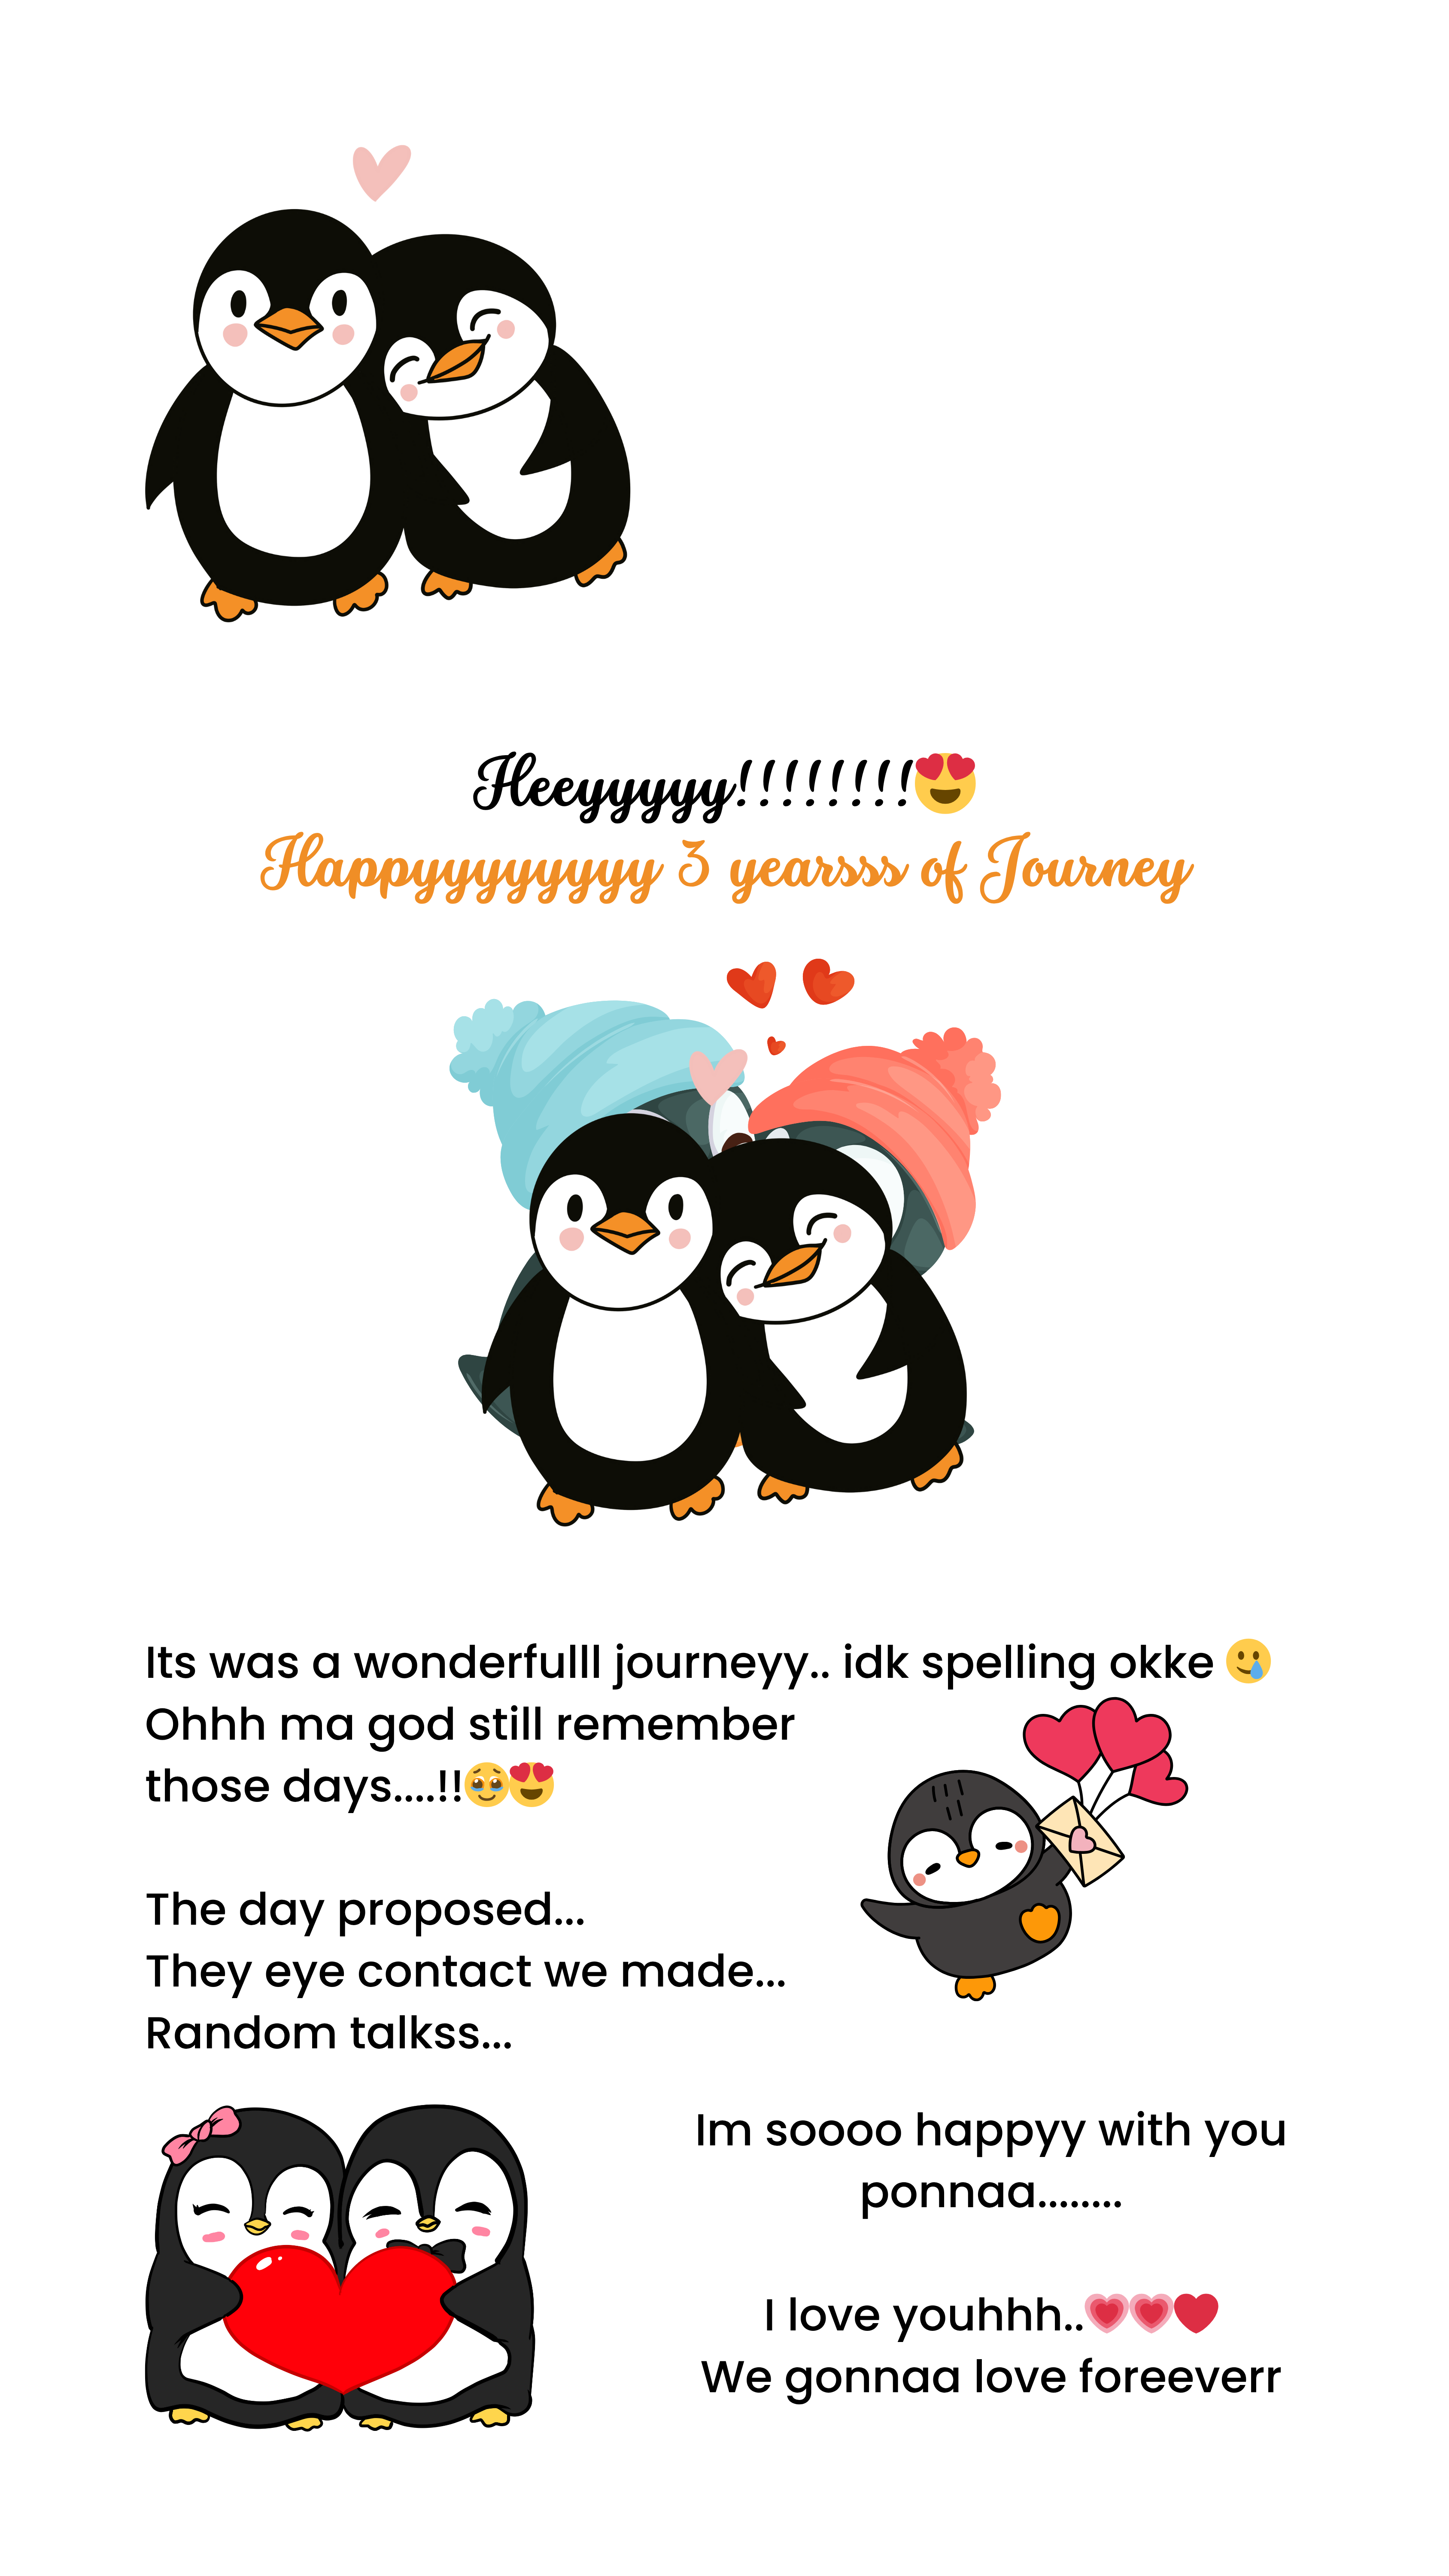 Heeyyyyy!!!!!!!!😍
Happyyyyyyyyy 3 yearsss of Journey
Its was a wonderfulll journeyy.. idk spelling okke 🥲
Ohhh ma god still remember
those days....!!🥹😍
The day proposed...
They eye contact we made...
Random talkss...
Im soooo happyy with you
ponnaa........
I love youhhh..💗💗❤️
We gonnaa love foreeverr